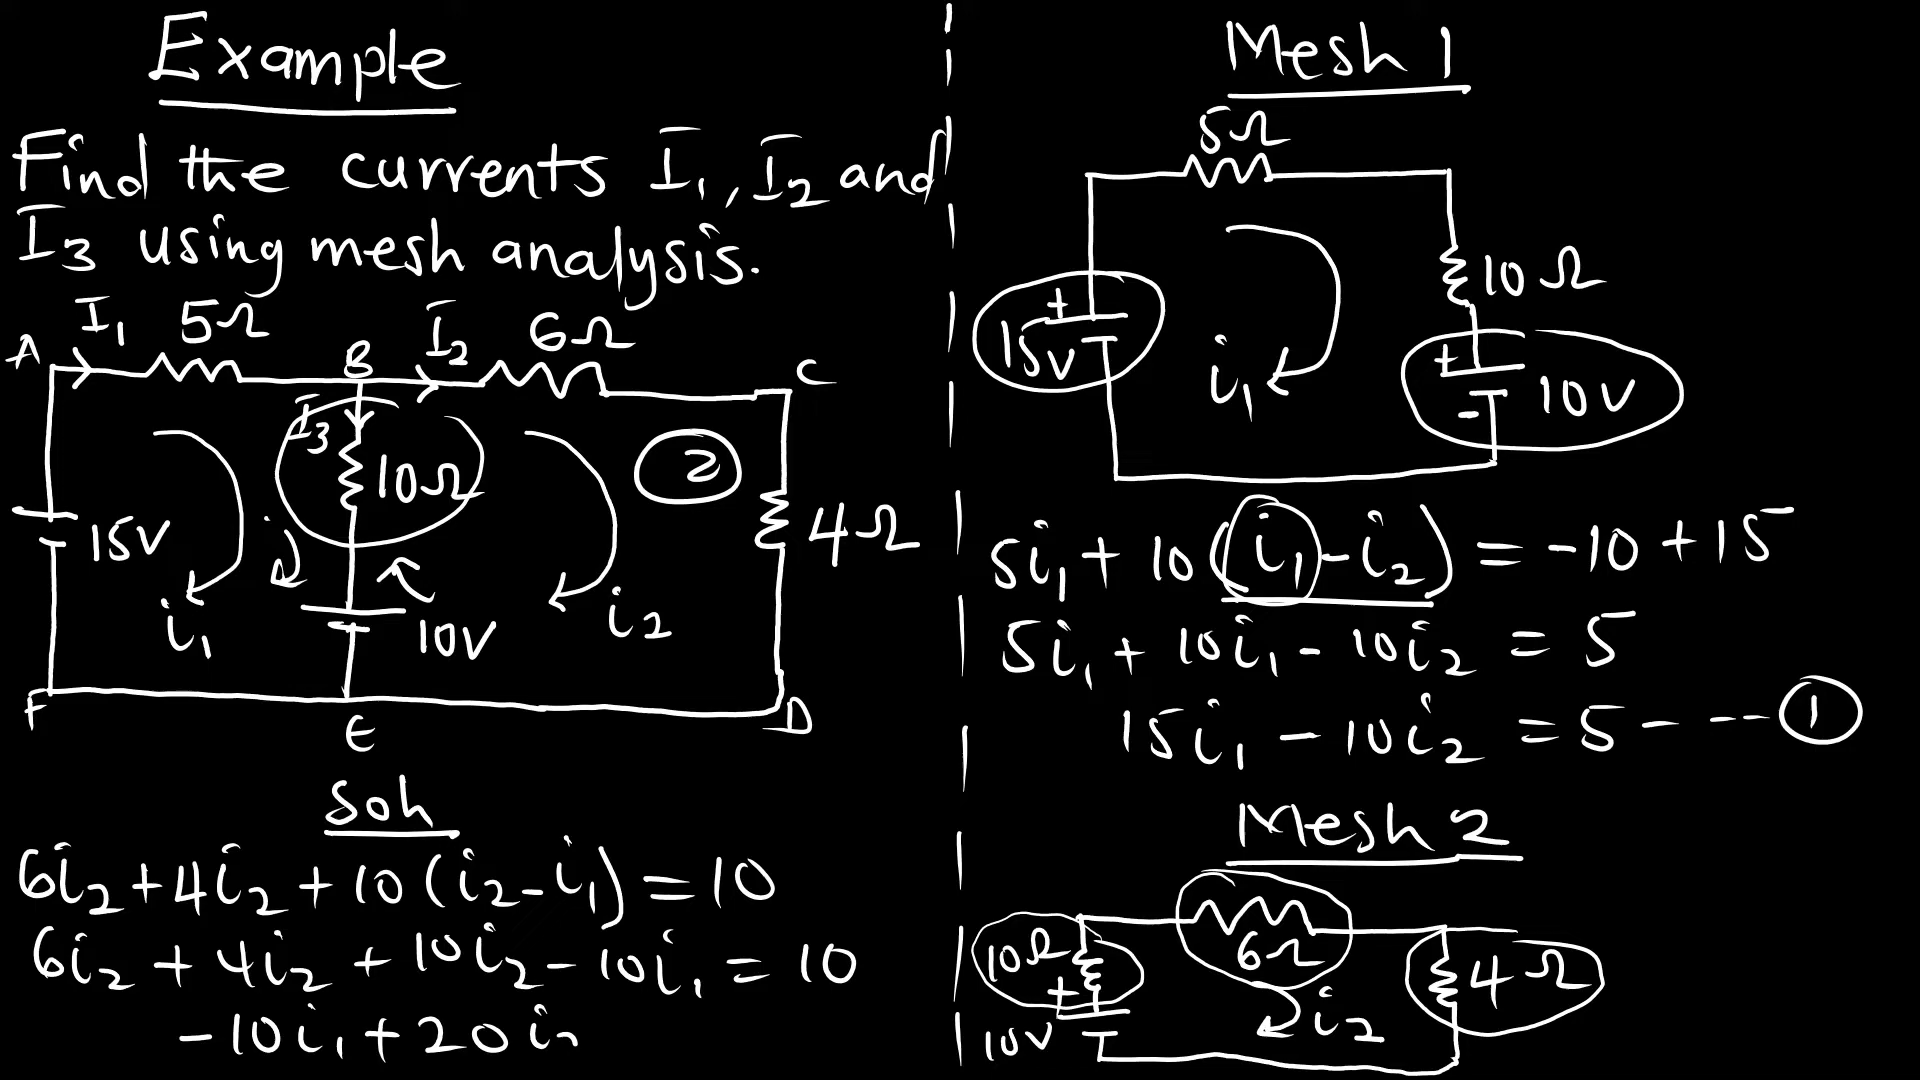 Example
Find the currents I₁, I₂ and
I₃ using mesh analysis.
I₁ 5Ω I₂ 6Ω
A B C
I₃
10Ω
2
15V
4Ω
i₁
10V
i₂
F E D
Soln
6i₂+4i₂+10(i₂-i₁)=10
6i₂+4i₂+10i₂-10i₁=10
-10i₁+20i₂
Mesh 1
5Ω
10Ω
+
15V
i₁
+
- 10V
5i₁+10(i₁-i₂)=-10+15
5i₁+10i₁-10i₂=5
15i₁-10i₂=5- --- 1
Mesh 2
10Ω
6Ω
4Ω
+
10V
i₂